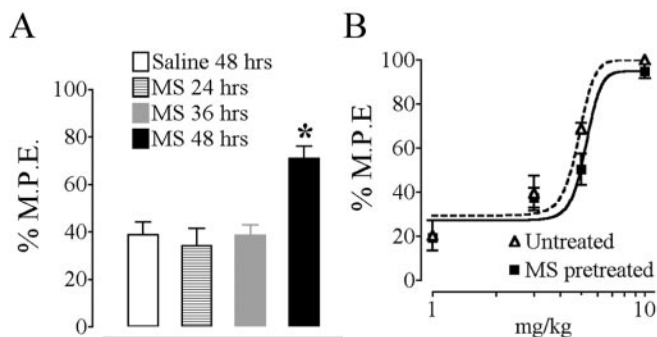 A
Saline 48 hrs
MS 24 hrs
MS 36 hrs
MS 48 hrs
% M.P.E.
100
80
60
40
20
0
*
B
% M.P.E
100
80
60
40
20
0
Untreated
MS pretreated
1
10
mg/kg